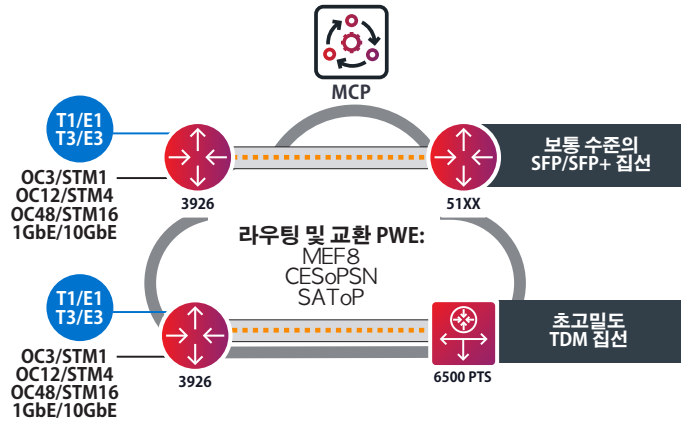 MCP
T1/E1
T3/E3
OC3/STM1
OC12/STM4
OC48/STM16
1GbE/10GbE
3926
51XX
보통 수준의
SFP/SFP+ 집선
라우팅 및 교환 PWE:
MEF8
CESoPSN
SAToP
T1/E1
T3/E3
OC3/STM1
OC12/STM4
OC48/STM16
1GbE/10GbE
3926
6500 PTS
초고밀도
TDM 집선